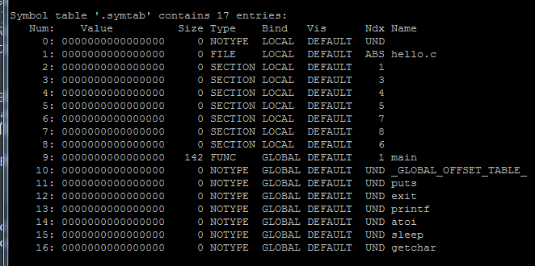 Symbol table '.symtab' contains 17 entries:
Num: Value Size Type Bind Vis Ndx Name
0: 0000000000000000 0 NOTYPE LOCAL DEFAULT UND
1: 0000000000000000 0 FILE LOCAL DEFAULT ABS hello.c
2: 0000000000000000 0 SECTION LOCAL DEFAULT 1
3: 0000000000000000 0 SECTION LOCAL DEFAULT 3
4: 0000000000000000 0 SECTION LOCAL DEFAULT 4
5: 0000000000000000 0 SECTION LOCAL DEFAULT 5
6: 0000000000000000 0 SECTION LOCAL DEFAULT 7
7: 0000000000000000 0 SECTION LOCAL DEFAULT 8
8: 0000000000000000 0 SECTION LOCAL DEFAULT 6
9: 0000000000000000 142 FUNC GLOBAL DEFAULT 1 main
10: 0000000000000000 0 NOTYPE GLOBAL DEFAULT UND _GLOBAL_OFFSET_TABLE_
11: 0000000000000000 0 NOTYPE GLOBAL DEFAULT UND puts
12: 0000000000000000 0 NOTYPE GLOBAL DEFAULT UND exit
13: 0000000000000000 0 NOTYPE GLOBAL DEFAULT UND printf
14: 0000000000000000 0 NOTYPE GLOBAL DEFAULT UND atoi
15: 0000000000000000 0 NOTYPE GLOBAL DEFAULT UND sleep
16: 0000000000000000 0 NOTYPE GLOBAL DEFAULT UND getchar